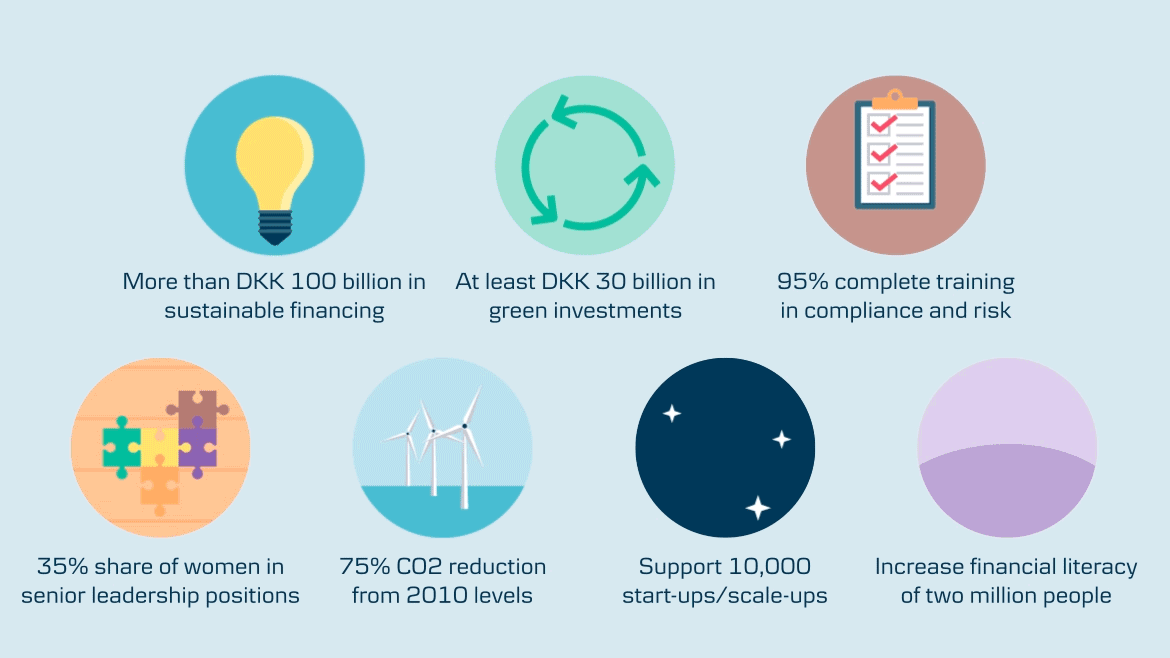 More than DKK 100 billion in
sustainable financing
At least DKK 30 billion in
green investments
95% complete training
in compliance and risk
35% share of women in
senior leadership positions
75% CO2 reduction
from 2010 levels
Support 10,000
start-ups/scale-ups
Increase financial literacy
of two million people